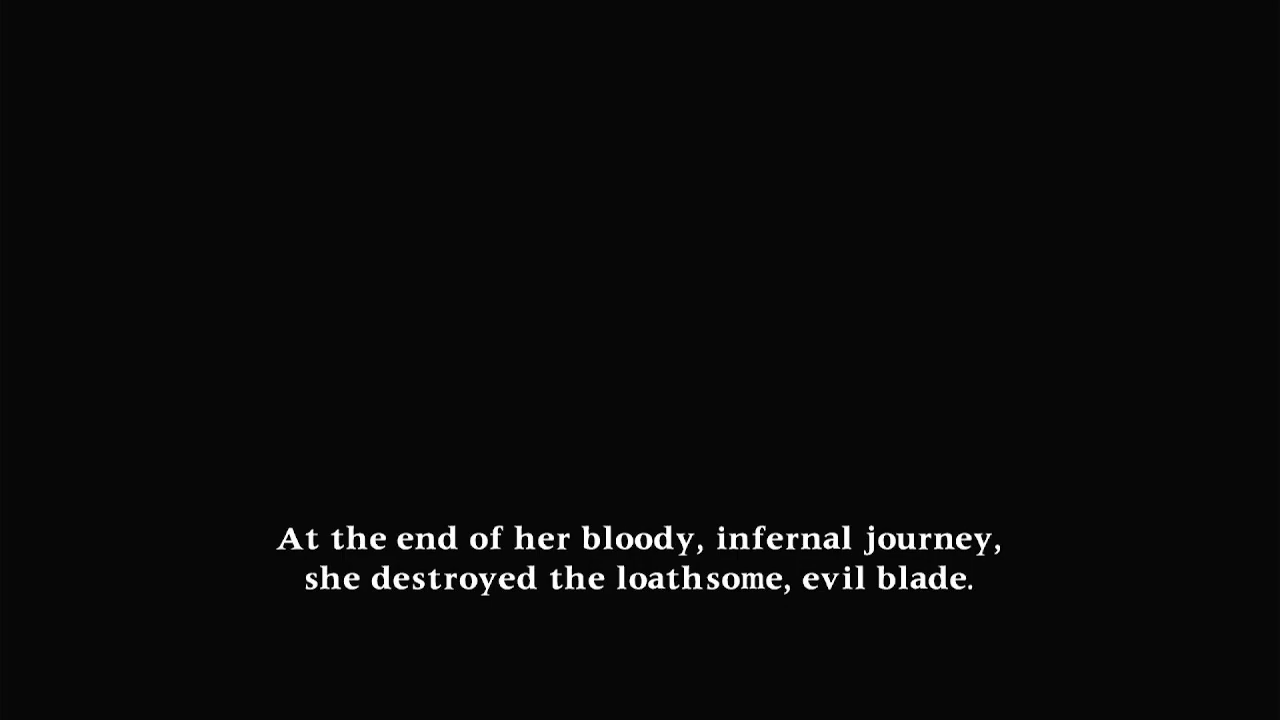 At the end of her bloody, infernal journey,
she destroyed the loathsome, evil blade.